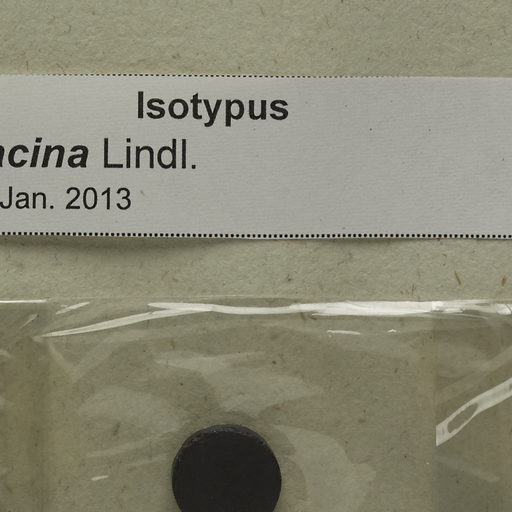 Isotypus
acina Lindl.
Jan. 2013